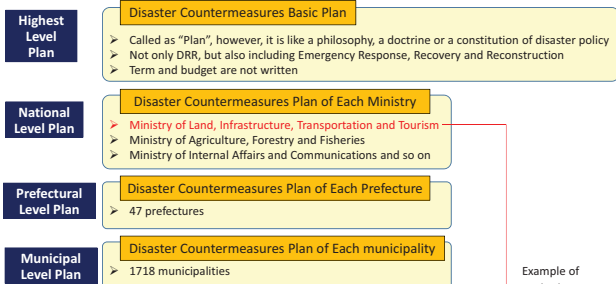 Highest
Level
Plan
Disaster Countermeasures Basic Plan
➢ Called as “Plan”, however, it is like a philosophy, a doctrine or a constitution of disaster policy
➢ Not only DRR, but also including Emergency Response, Recovery and Reconstruction
➢ Term and budget are not written
National
Level Plan
Disaster Countermeasures Plan of Each Ministry
➢ Ministry of Land, Infrastructure, Transportation and Tourism
➢ Ministry of Agriculture, Forestry and Fisheries
➢ Ministry of Internal Affairs and Communications and so on
Prefectural
Level Plan
Disaster Countermeasures Plan of Each Prefecture
➢ 47 prefectures
Municipal
Level Plan
Disaster Countermeasures Plan of Each municipality
➢ 1718 municipalities
Example of